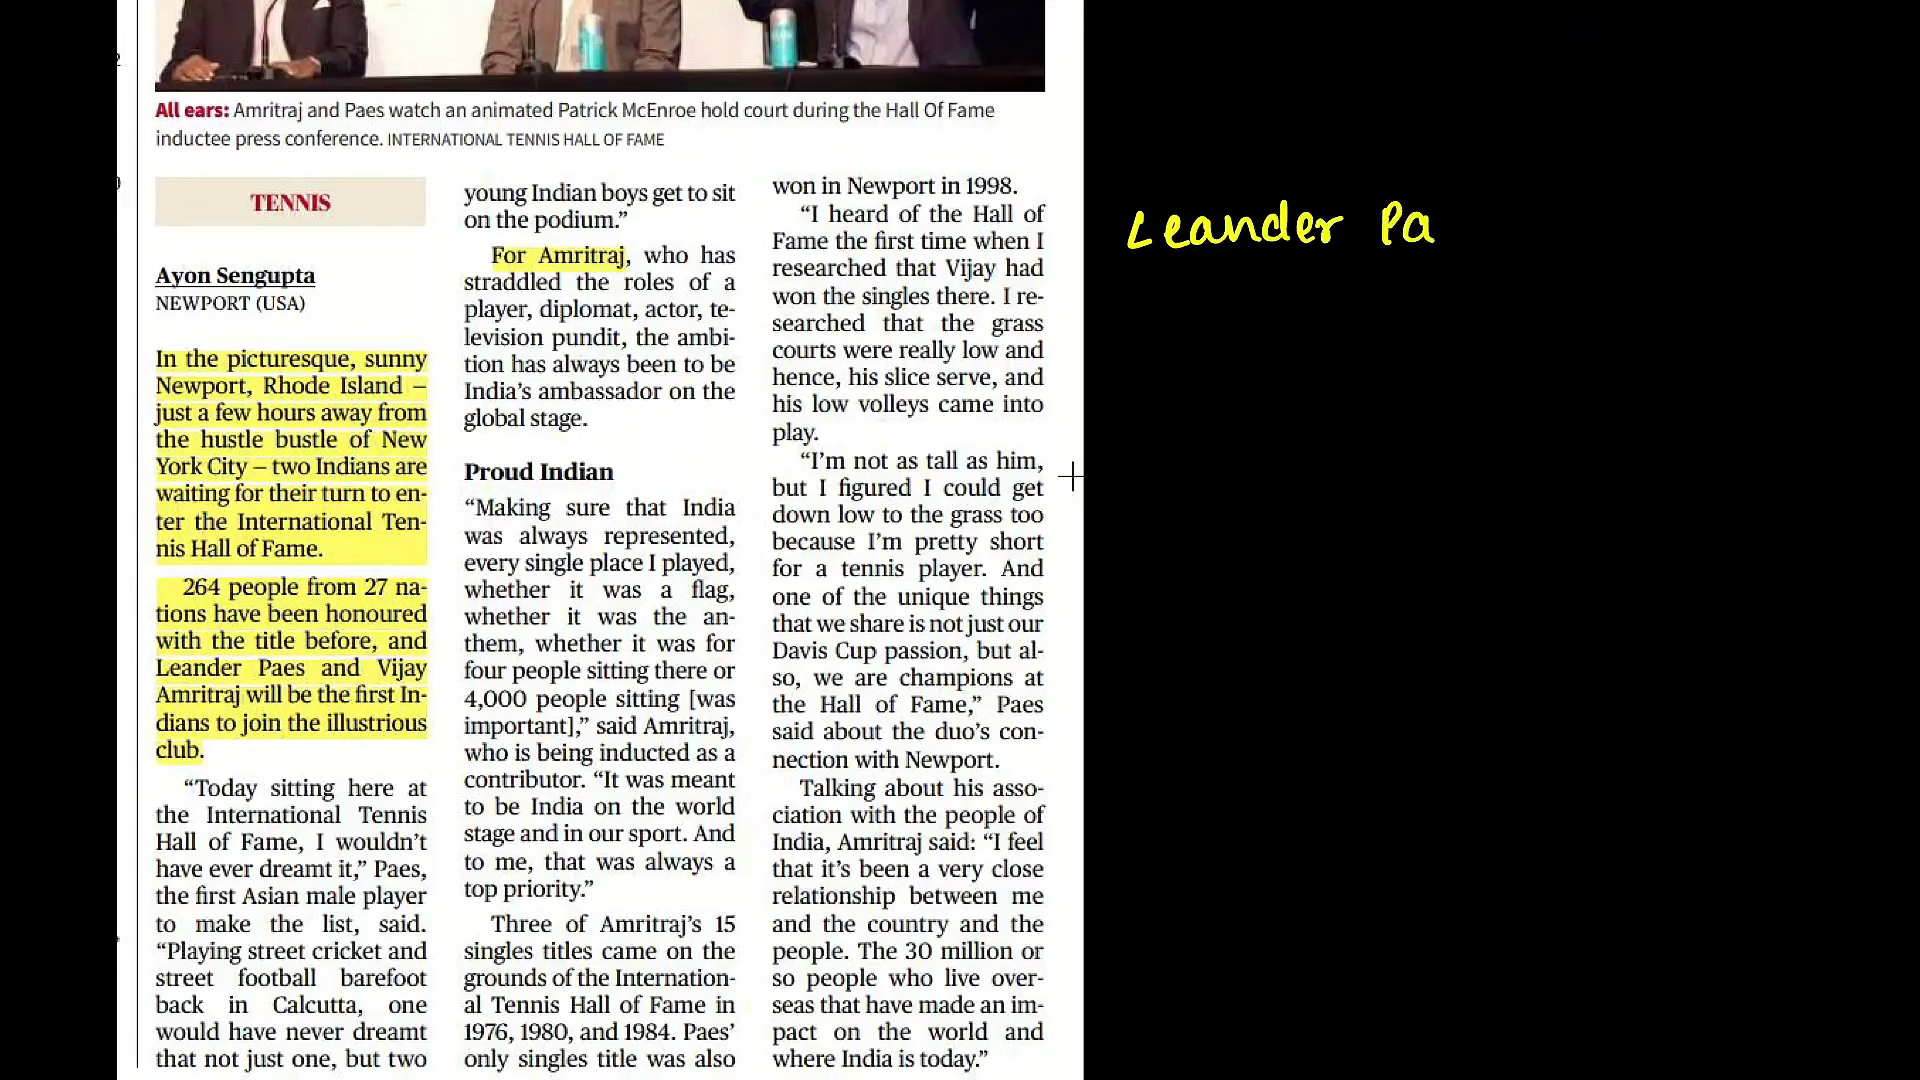 All ears: Amritraj and Paes watch an animated Patrick McEnroe hold court during the Hall Of Fame
inductee press conference. INTERNATIONAL TENNIS HALL OF FAME
TENNIS
Ayon Sengupta
NEWPORT (USA)
In the picturesque, sunny
Newport, Rhode Island –
just a few hours away from
the hustle bustle of New
York City – two Indians are
waiting for their turn to en-
ter the International Ten-
nis Hall of Fame.
264 people from 27 na-
tions have been honoured
with the title before, and
Leander Paes and Vijay
Amritraj will be the first In-
dians to join the illustrious
club.
“Today sitting here at
the International Tennis
Hall of Fame, I wouldn’t
have ever dreamt it,” Paes,
the first Asian male player
to make the list, said.
“Playing street cricket and
street football barefoot
back in Calcutta, one
would have never dreamt
that not just one, but two
young Indian boys get to sit
on the podium.”
For Amritraj, who has
straddled the roles of a
player, diplomat, actor, te-
levision pundit, the ambi-
tion has always been to be
India’s ambassador on the
global stage.
Proud Indian
“Making sure that India
was always represented,
every single place I played,
whether it was a flag,
whether it was the an-
them, whether it was for
four people sitting there or
4,000 people sitting [was
important],” said Amritraj,
who is being inducted as a
contributor. “It was meant
to be India on the world
stage and in our sport. And
to me, that was always a
top priority.”
Three of Amritraj’s 15
singles titles came on the
grounds of the Internation-
al Tennis Hall of Fame in
1976, 1980, and 1984. Paes’
only singles title was also
won in Newport in 1998.
“I heard of the Hall of
Fame the first time when I
researched that Vijay had
won the singles there. I re-
searched that the grass
courts were really low and
hence, his slice serve, and
his low volleys came into
play.
“I’m not as tall as him,
but I figured I could get
down low to the grass too
because I’m pretty short
for a tennis player. And
one of the unique things
that we share is not just our
Davis Cup passion, but al-
so, we are champions at
the Hall of Fame,” Paes
said about the duo’s con-
nection with Newport.
Talking about his asso-
ciation with the people of
India, Amritraj said: “I feel
that it’s been a very close
relationship between me
and the country and the
people. The 30 million or
so people who live over-
seas that have made an im-
pact on the world and
where India is today.”
Leander Pa